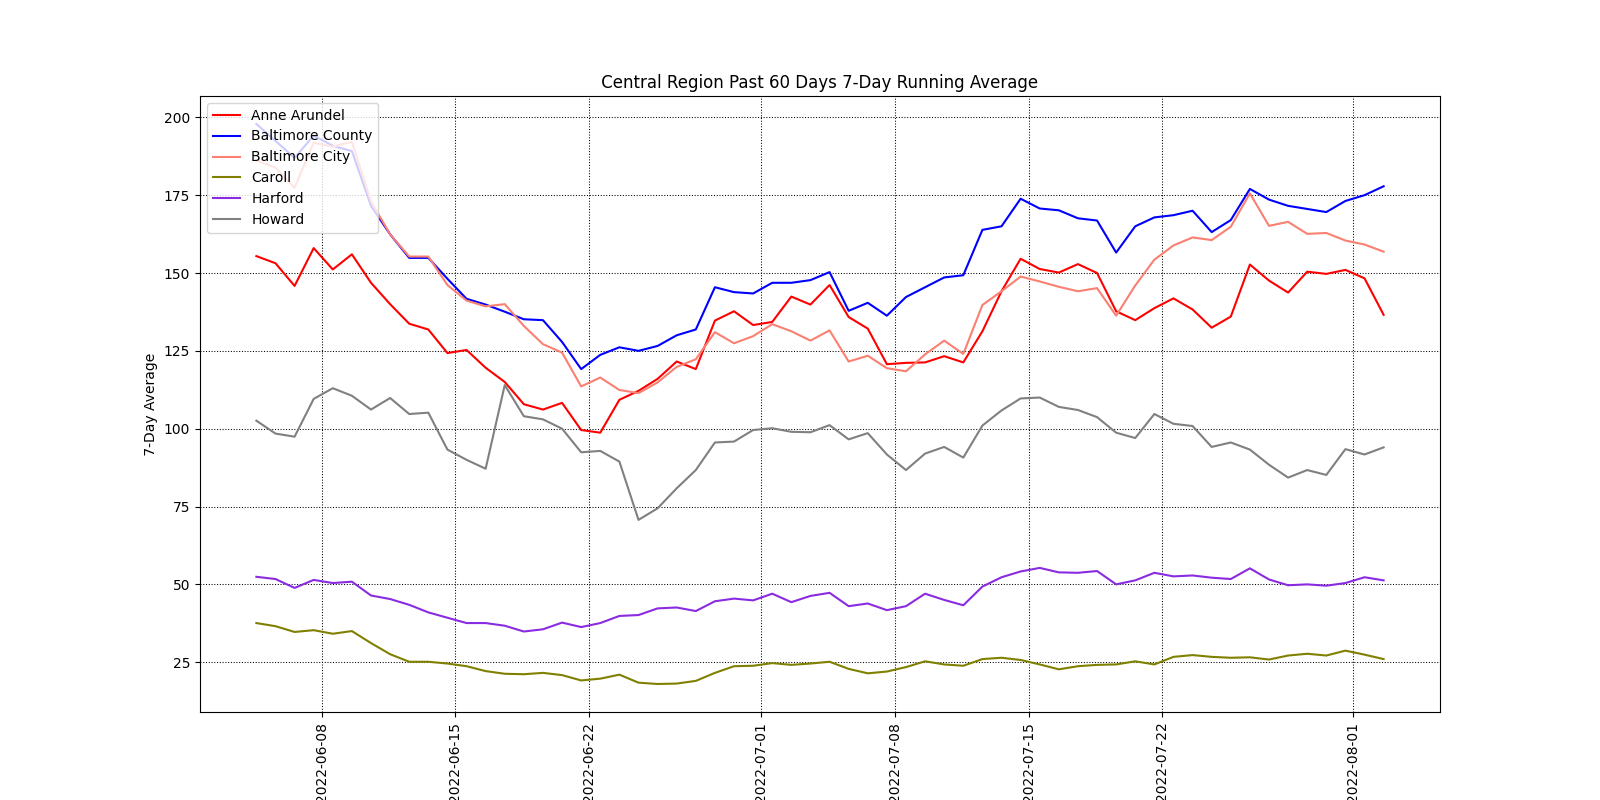 Central Region Past 60 Days 7-Day Running Average
Anne Arundel
Baltimore County
Baltimore City
Caroll
Harford
Howard
7-Day Average
200
175
150
125
100
75
50
25
2022-06-08
2022-06-15
2022-06-22
2022-07-01
2022-07-08
2022-07-15
2022-07-22
2022-08-01